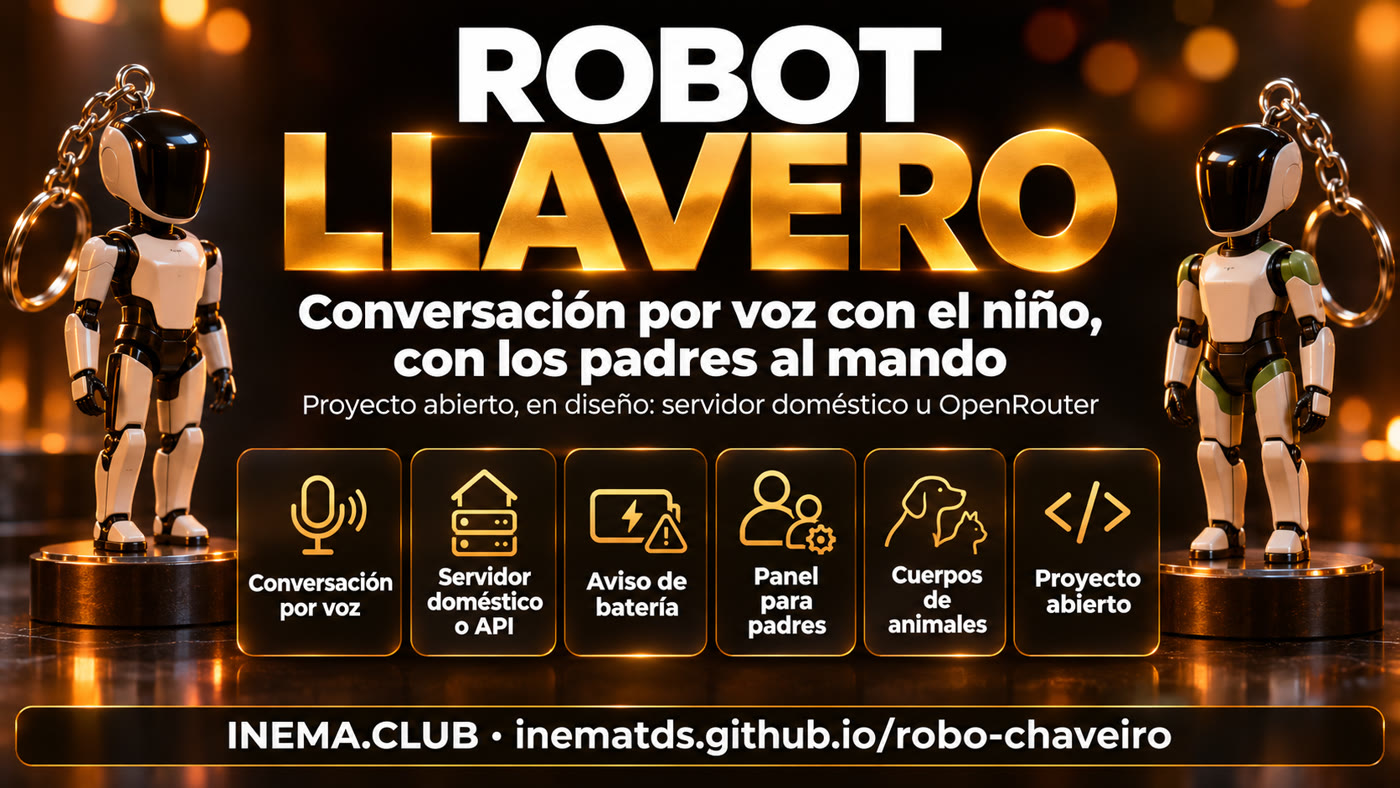 ROBOT
LLAVERO
Conversación por voz con el niño,
con los padres al mando
Proyecto abierto, en diseño: servidor doméstico u OpenRouter
Conversación
por voz
Servidor
doméstico
o API
Aviso de
batería
Panel
para
padres
Cuerpos
de
animales
Proyecto
abierto
INEMA.CLUB • inematds.github.io/robo-chaveiro